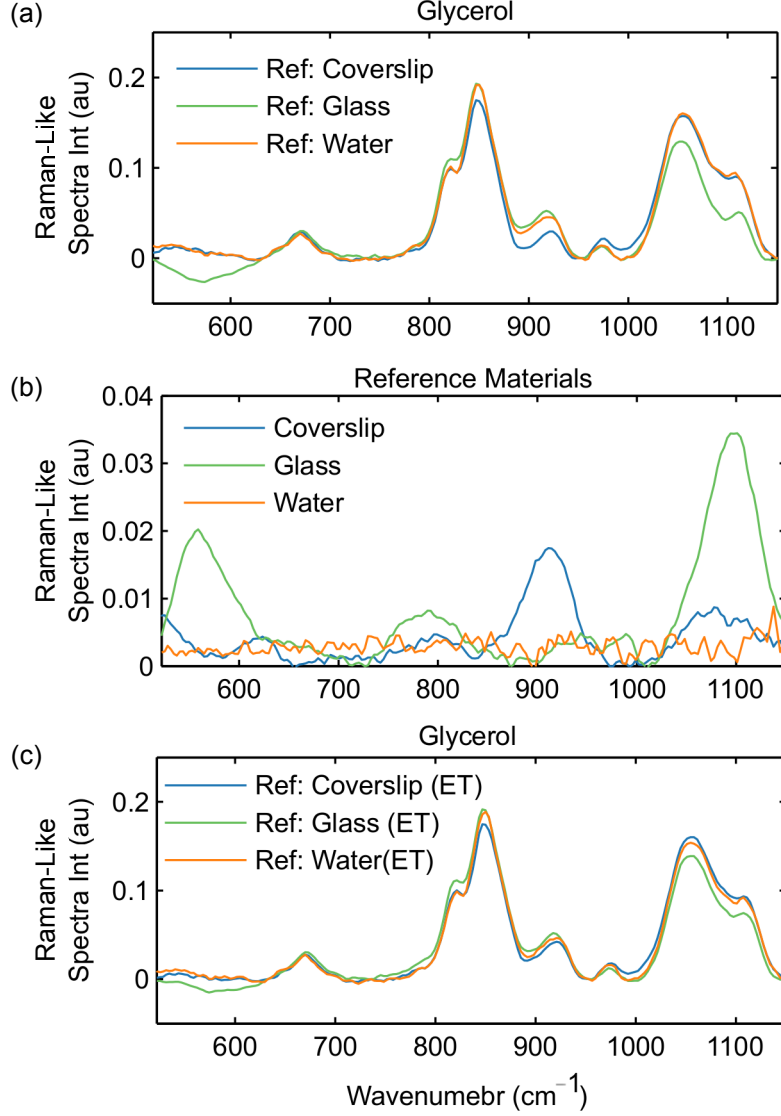 (a)
Glycerol
Raman-Like
Spectra Int (au)
0.2
0.1
0
Ref: Coverslip
Ref: Glass
Ref: Water
600 700 800 900 1000 1100
(b)
Reference Materials
Raman-Like
Spectra Int (au)
0.04
0.03
0.02
0.01
0
Coverslip
Glass
Water
600 700 800 900 1000 1100
(c)
Glycerol
Raman-Like
Spectra Int (au)
0.2
0.1
0
Ref: Coverslip (ET)
Ref: Glass (ET)
Ref: Water(ET)
600 700 800 900 1000 1100
Wavenumebr (cm⁻¹)